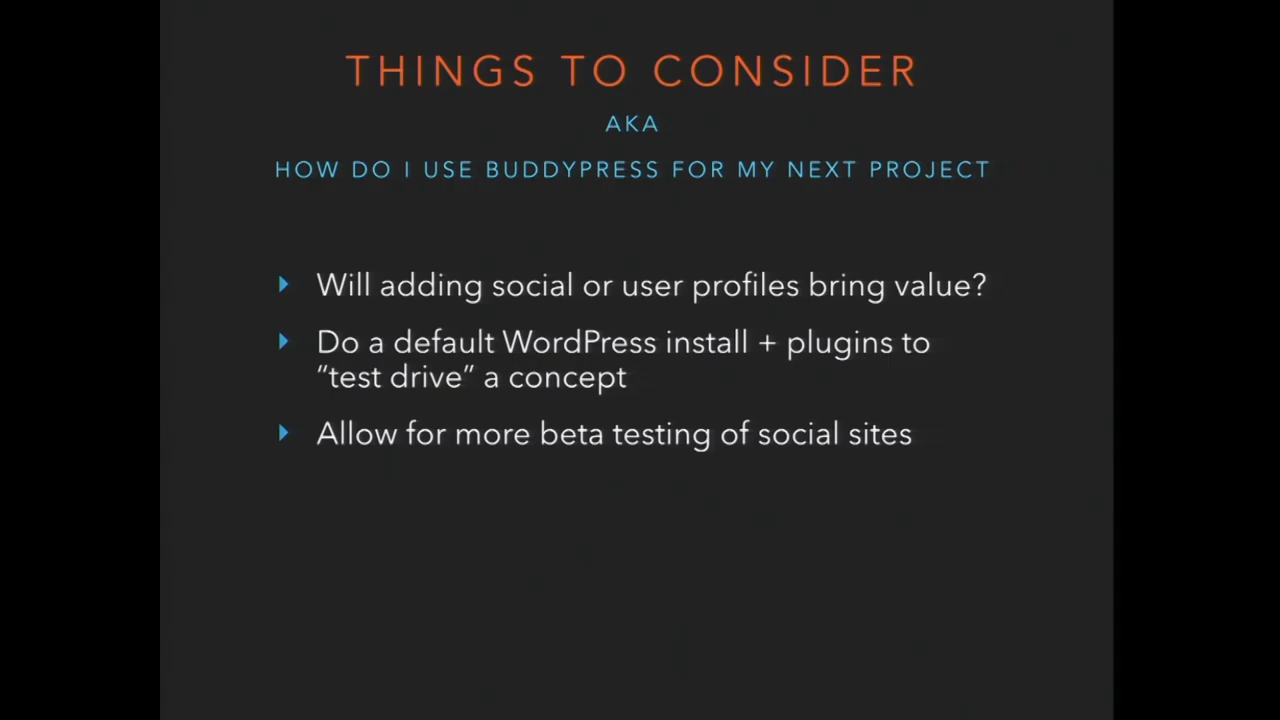 THINGS TO CONSIDER
AKA
HOW DO I USE BUDDYPRESS FOR MY NEXT PROJECT
Will adding social or user profiles bring value?
Do a default WordPress install + plugins to
“test drive” a concept
Allow for more beta testing of social sites